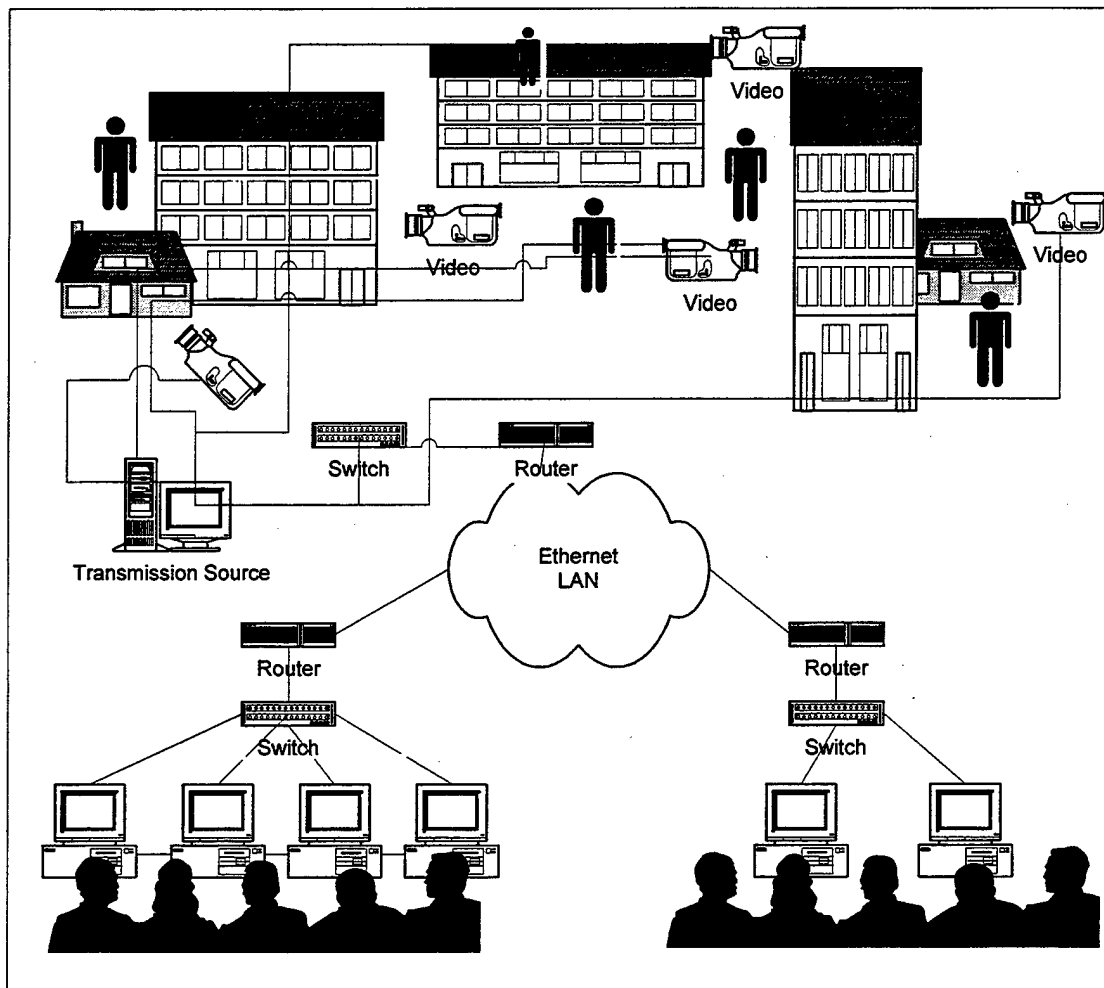 Video
Video
Video
Video
Switch
Router
Ethernet
LAN
Transmission Source
Router
Router
Switch
Switch